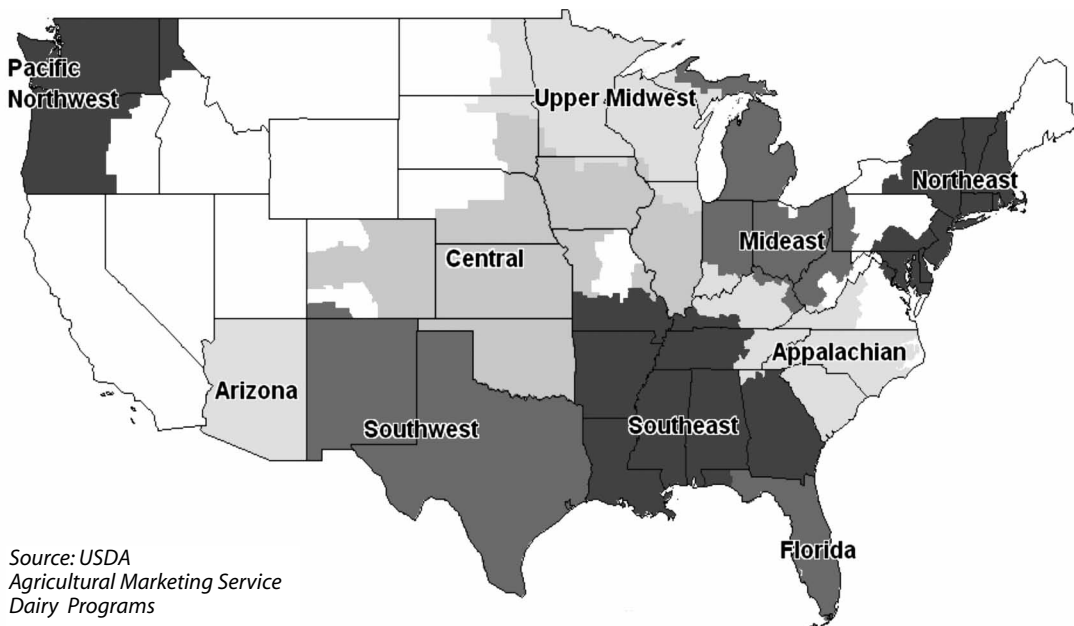 Pacific
Northwest
Upper Midwest
Northeast
Mideast
Central
Appalachian
Arizona
Southwest
Southeast
Florida
Source: USDA
Agricultural Marketing Service
Dairy Programs